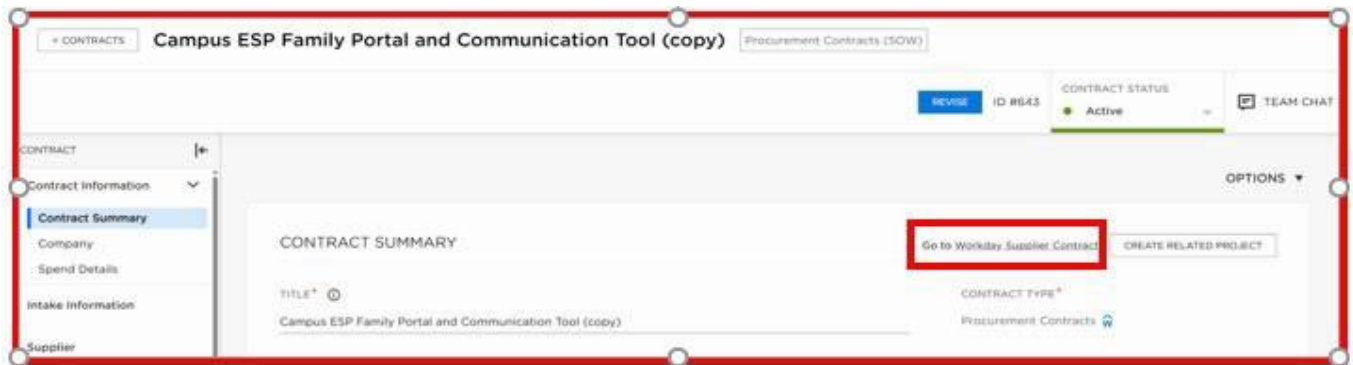 + CONTRACTS Campus ESP Family Portal and Communication Tool (copy) Procurement Contracts (SOW)
REVISE ID #643 CONTRACT STATUS
Active
TEAM CHAT
CONTRACT
Contract Information
Contract Summary
Company
Spend Details
Intake Information
Supplier
OPTIONS
CONTRACT SUMMARY Go to Workday Supplier Contract CREATE RELATED PROJECT
TITLE*
Campus ESP Family Portal and Communication Tool (copy)
CONTRACT TYPE*
Procurement Contracts